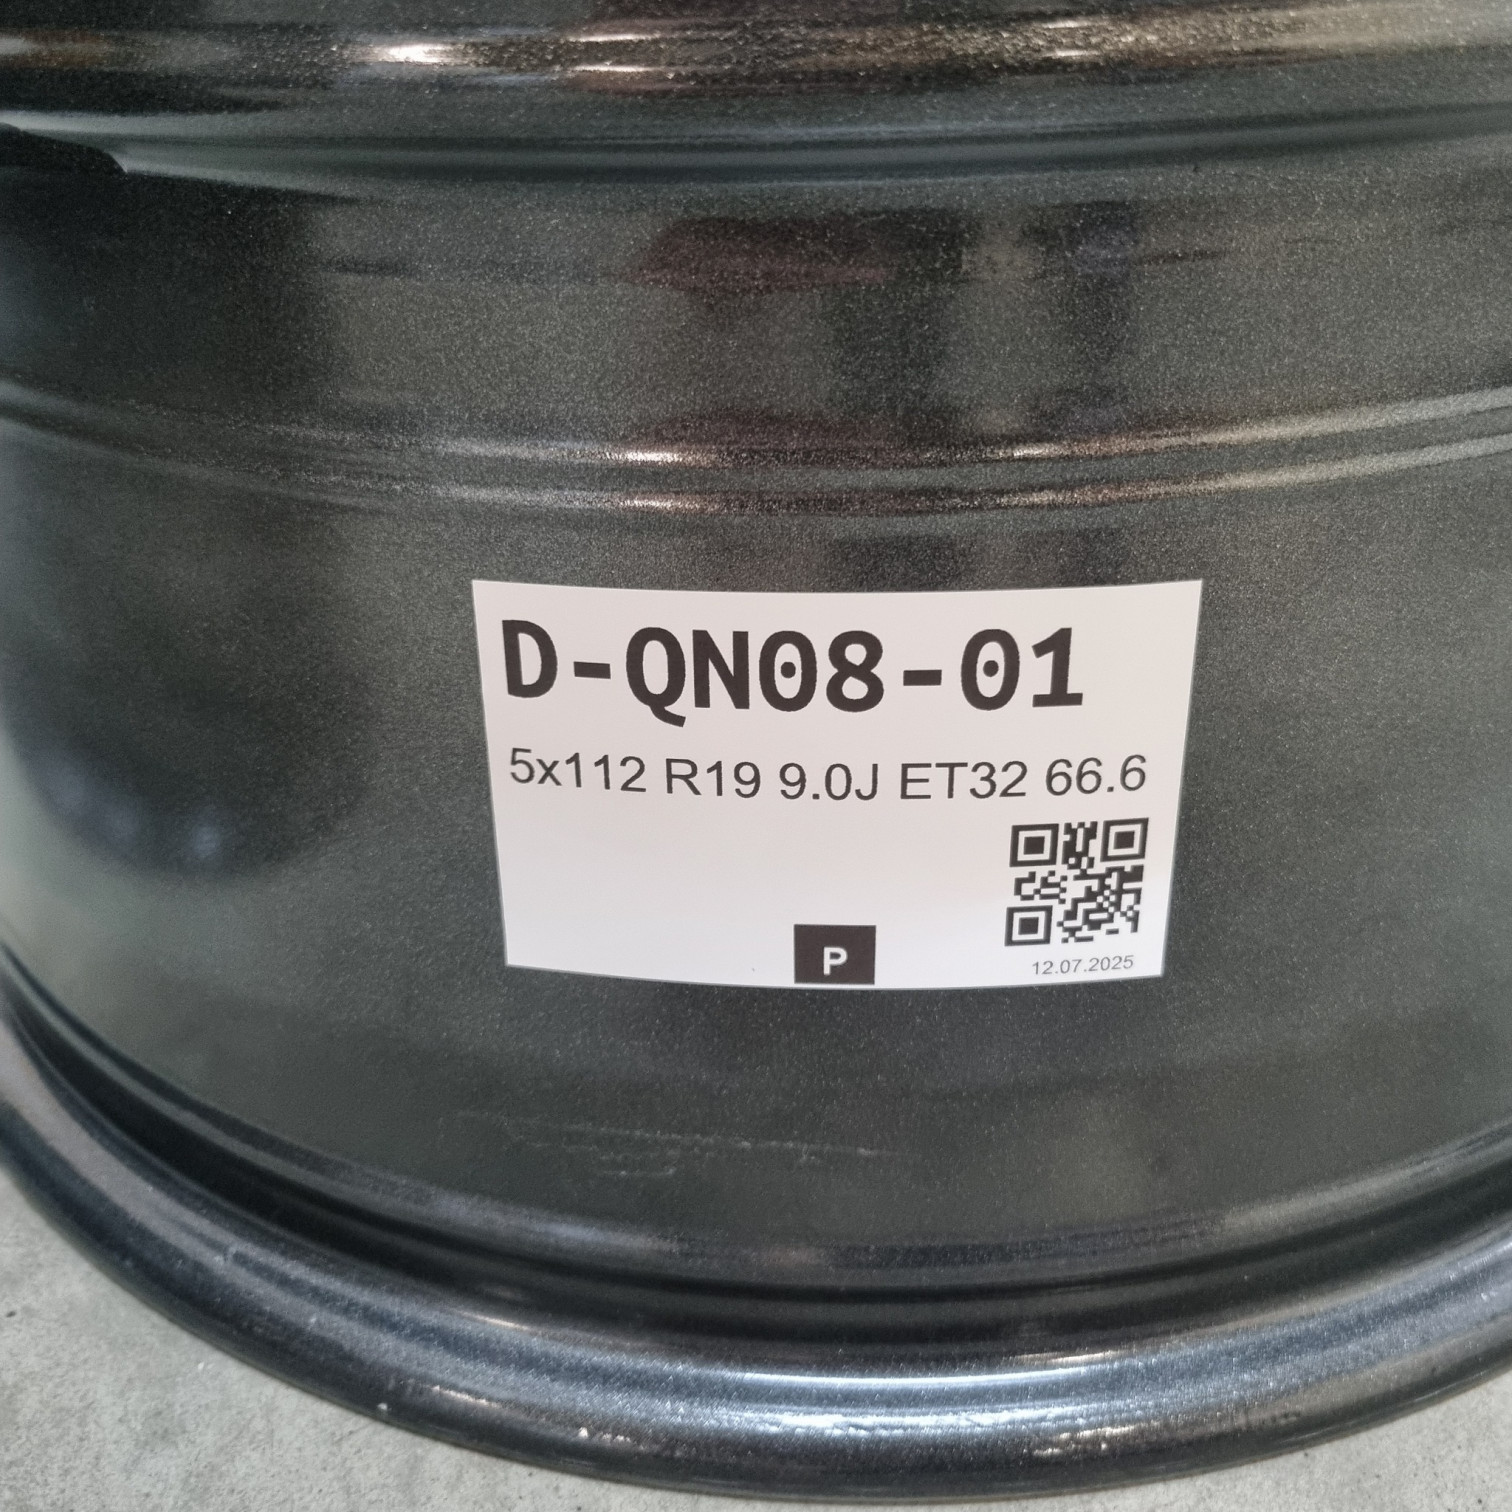 D-QN08-01
5x112 R19 9.0J ET32 66.6
P
12.07.2025